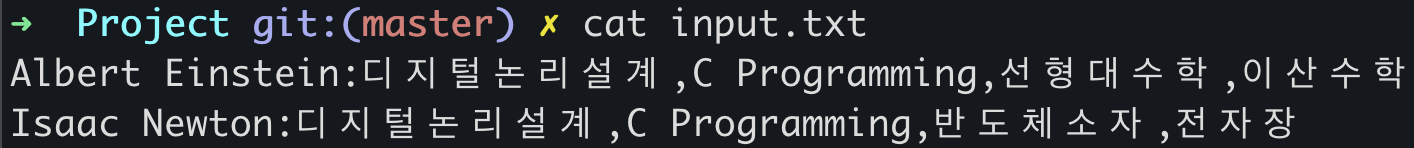 ➜  Project git:(master) ✗ cat input.txt
Albert Einstein:디지털논리설계,C Programming,선형대수학,이산수학
Isaac Newton:디지털논리설계,C Programming,반도체소자,전자장